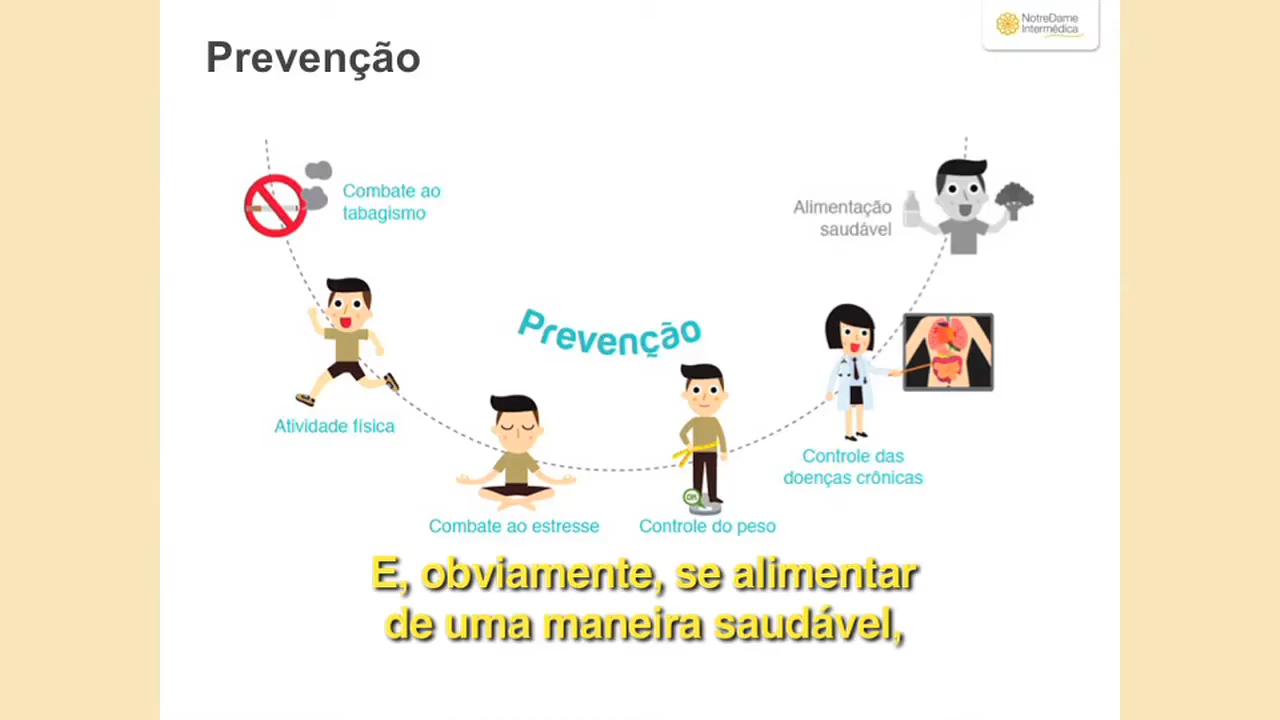 Prevenção
NotreDame
Intermédica
Combate ao
tabagismo
Alimentação
saudável
Prevenção
Atividade física
Controle das
doenças crônicas
OK
Combate ao estresse
Controle do peso
E, obviamente, se alimentar
de uma maneira saudável,